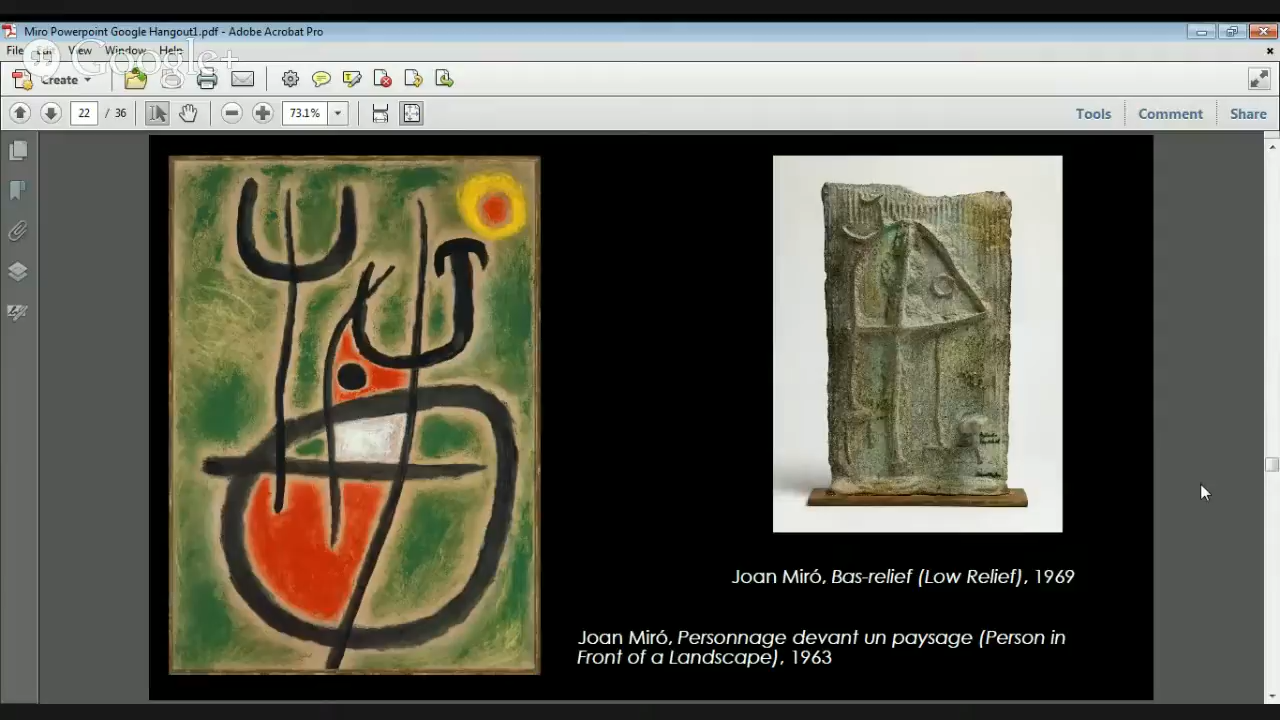 Miro Powerpoint Google Hangout1.pdf - Adobe Acrobat Pro
File Edit View Window Help
Google+
Create
22 / 36 73.1% Tools Comment Share
Joan Miró, Bas-relief (Low Relief), 1969
Joan Miró, Personnage devant un paysage (Person in
Front of a Landscape), 1963